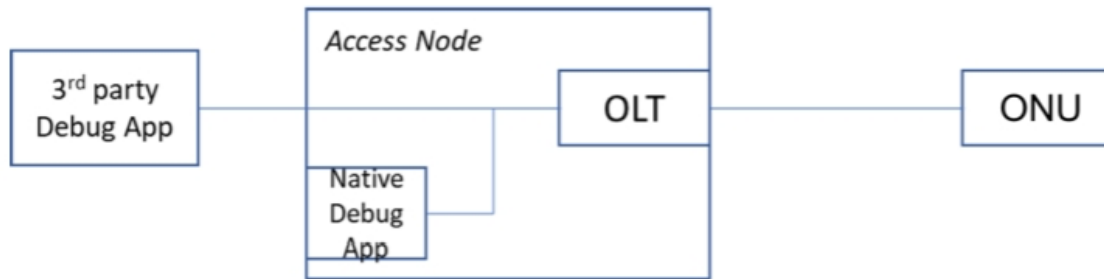 Access Node
3rd party
Debug App
OLT
ONU
Native
Debug
App